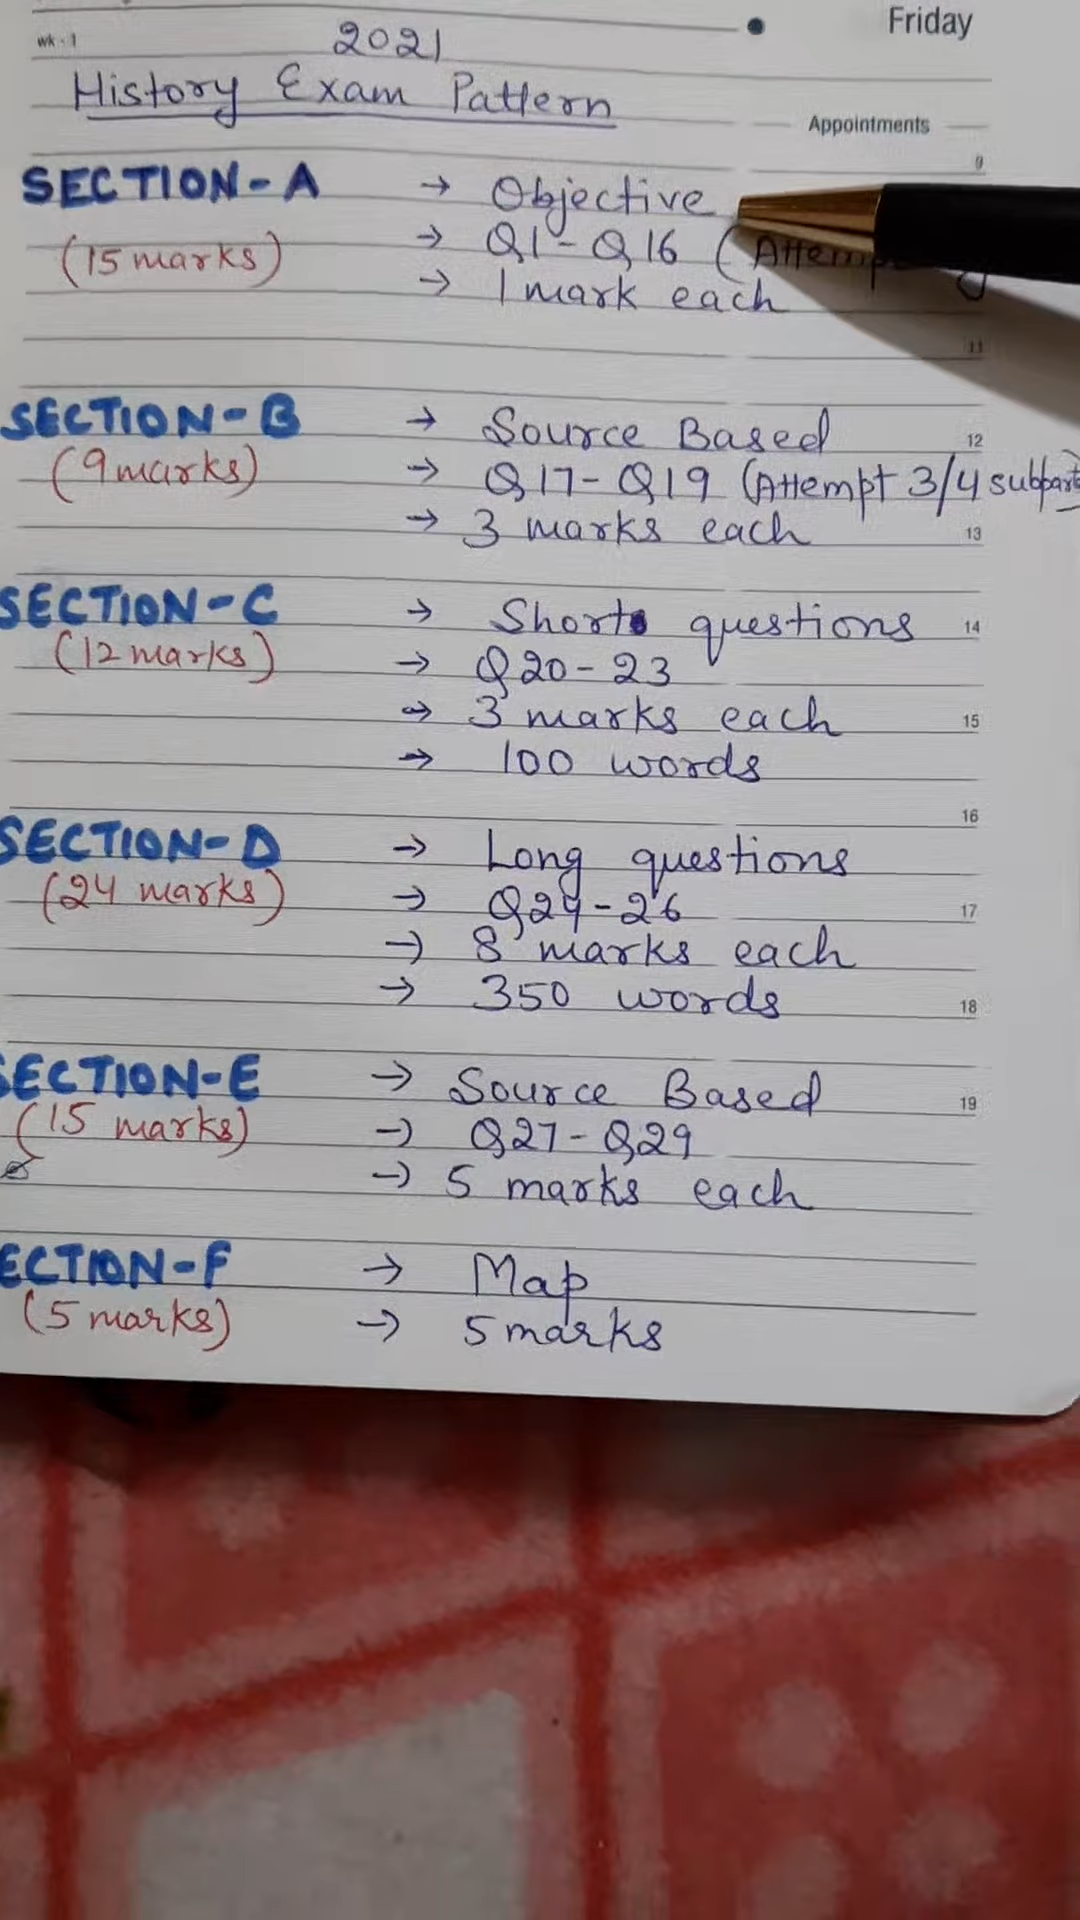 Friday
wk - 1
2021
History Exam Pattern
Appointments
9
SECTION-A → Objective
(15 marks) → Q1-Q16 (
→ 1 mark each
11
SECTION-B → Source Based 12
(9 marks) → Q17-Q19 (Attempt 3/4 subparts)
→ 3 marks each 13
SECTION-C → Short questions 14
(12 marks) → Q20-23
→ 3 marks each 15
→ 100 words
16
SECTION-D → Long questions
(24 marks) → Q24-26 17
→ 8 marks each
→ 350 words 18
SECTION-E → Source Based 19
(15 marks) → Q27-Q29
→ 5 marks each
ECTION-F → Map
(5 marks) → 5 marks